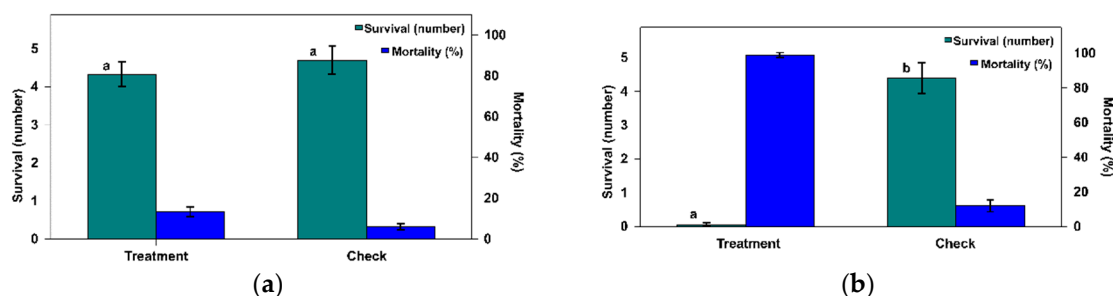 Survival (number)
Mortality (%)
a
a
5
4
3
2
1
0
100
80
60
40
20
0
Survival (number)
Mortality
(%)
Treatment
Check
(a)
Survival (number)
Mortality (%)
a
b
5
4
3
2
1
0
100
80
60
40
20
0
Survival (number)
Mortality
(%)
Treatment
Check
(b)